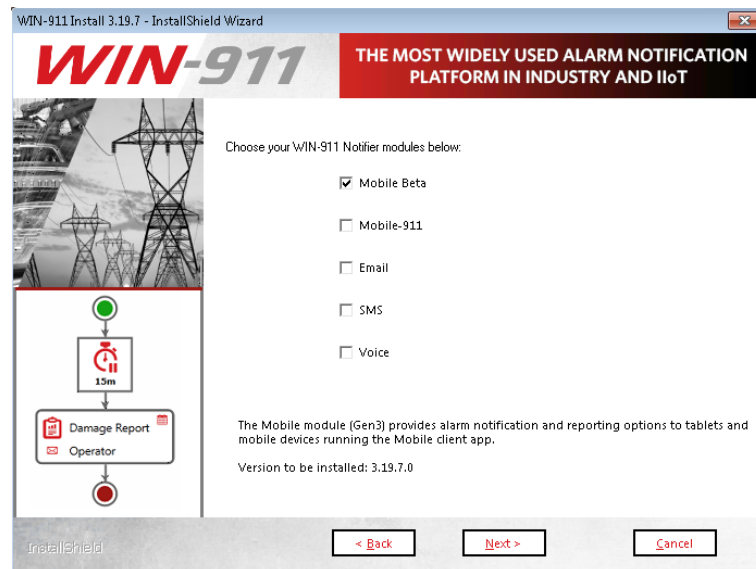 WIN-911 Install 3.19.7 - InstallShield Wizard
WIN-911
THE MOST WIDELY USED ALARM NOTIFICATION
PLATFORM IN INDUSTRY AND IIoT
Choose your WIN-911 Notifier modules below:
Mobile Beta
Mobile-911
Email
SMS
Voice
15m
Damage Report
Operator
The Mobile module (Gen3) provides alarm notification and reporting options to tablets and
mobile devices running the Mobile client app.
Version to be installed: 3.19.7.0
InstallShield
< Back
Next >
Cancel